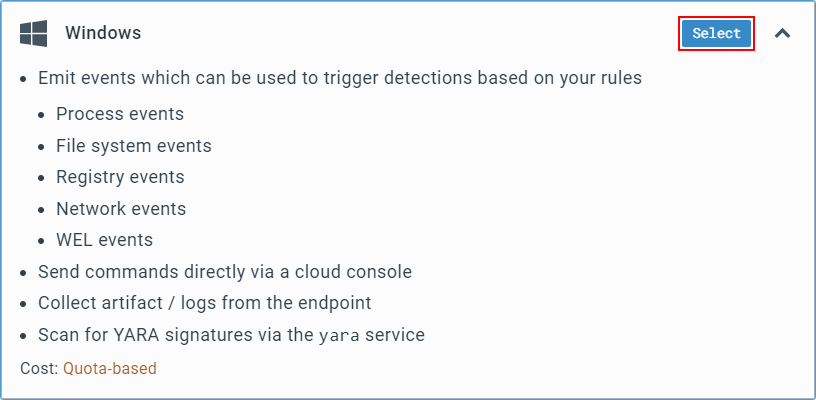 Windows
Select
Emit events which can be used to trigger detections based on your rules
Process events
File system events
Registry events
Network events
WEL events
Send commands directly via a cloud console
Collect artifact / logs from the endpoint
Scan for YARA signatures via the yara service
Cost: Quota-based